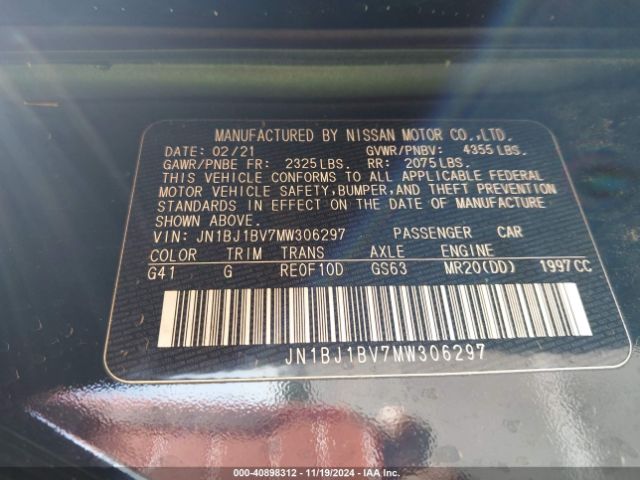 MANUFACTURED BY NISSAN MOTOR CO.,LTD.
DATE: 02/21 GVWR/PNBV: 4355 LBS.
GAWR/PNBE FR: 2325 LBS. RR: 2075 LBS.
THIS VEHICLE CONFORMS TO ALL APPLICABLE FEDERAL
MOTOR VEHICLE SAFETY, BUMPER, AND THEFT PREVENTION
STANDARDS IN EFFECT ON THE DATE OF MANUFACTURE
SHOWN ABOVE.
VIN: JN1BJ1BV7MW306297 PASSENGER CAR
COLOR TRIM TRANS AXLE ENGINE
G41 G RE0F10D GS63 MR20(DD) 1997CC
JN1BJ1BV7MW306297
000-40898312 - 11/19/2024 - IAAI.com